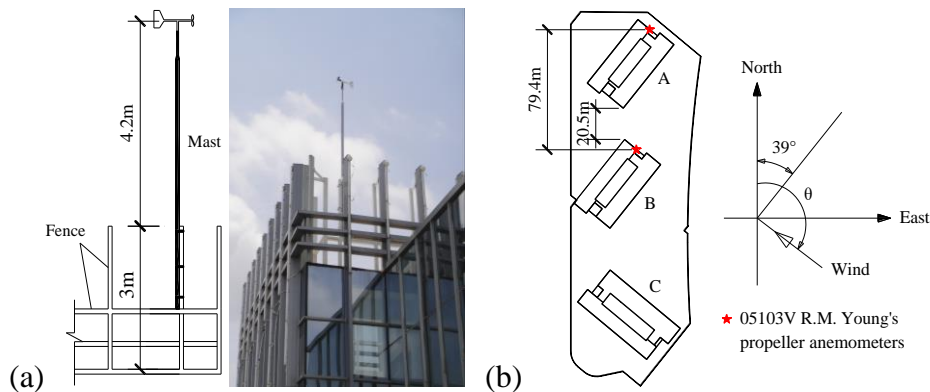 4.2m
Mast
Fence
3m
(a)
(b)
79.4m
20.5m
A
B
C
North
39°
θ
East
Wind
05103V R.M. Young's
propeller anemometers